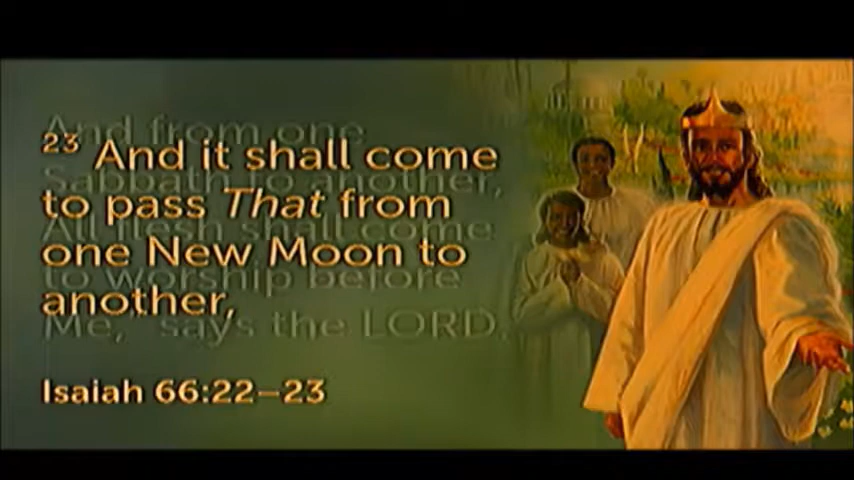 23 And it shall come
to pass That from
one New Moon to
another,
And from one
Sabbath to another,
All flesh shall come
to worship before
Me," says the LORD.
Isaiah 66:22–23